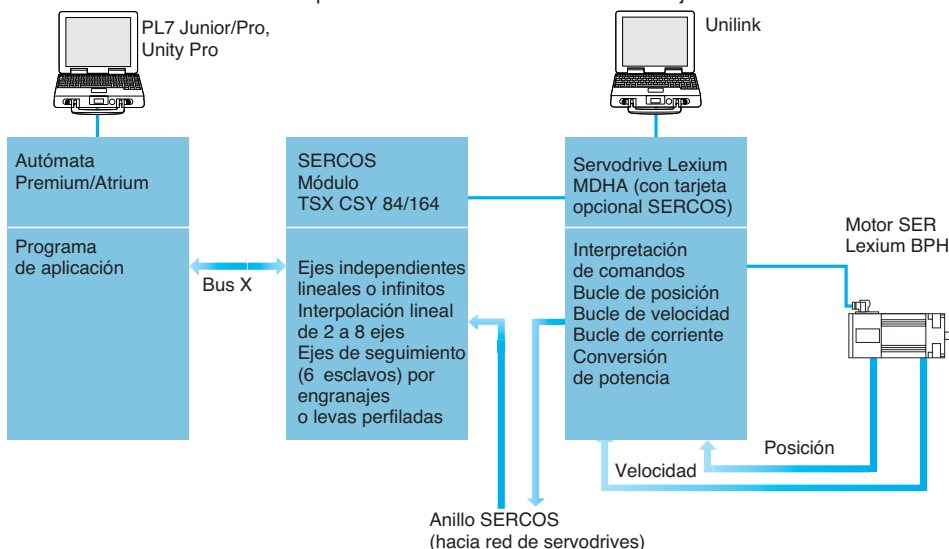 PL7 Junior/Pro,
Unity Pro
Unilink
Autómata
Premium/Atrium
Programa
de aplicación
Bus X
SERCOS
Módulo
TSX CSY 84/164
Ejes independientes
lineales o infinitos
Interpolación lineal
de 2 a 8 ejes
Ejes de seguimiento
(6 esclavos) por
engranajes
o levas perfiladas
Servodrive Lexium
MDHA (con tarjeta
opcional SERCOS)
Interpretación
de comandos
Bucle de posición
Bucle de velocidad
Bucle de corriente
Conversión
de potencia
Motor SER
Lexium BPH
Posición
Velocidad
Anillo SERCOS
(hacia red de servodrives)